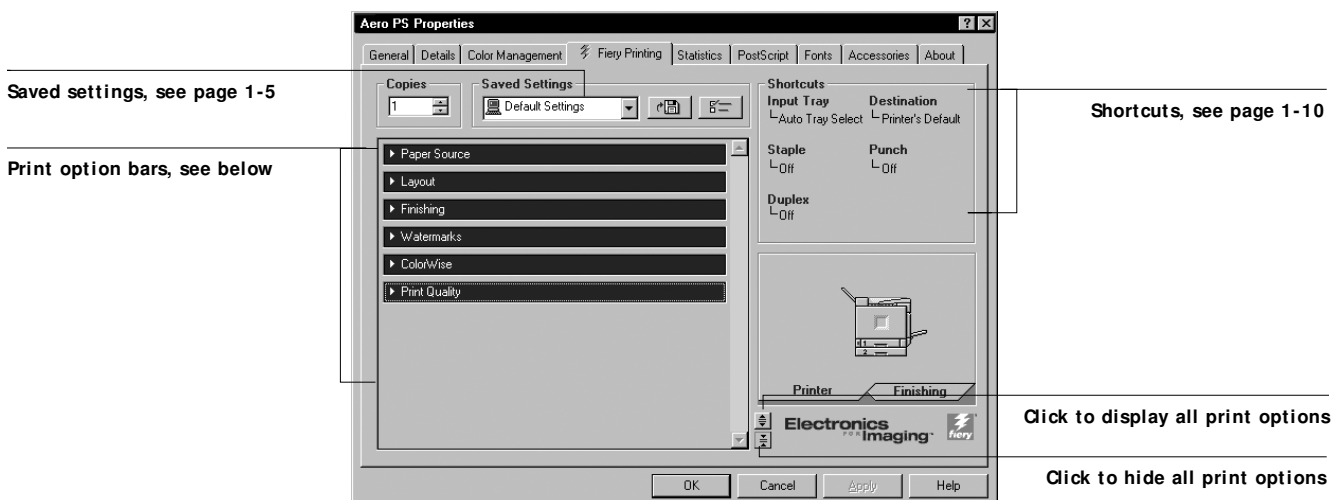 Aero PS Properties
General Details Color Management Fiery Printing Statistics PostScript Fonts Accessories About
Saved settings, see page 1-5
Print option bars, see below
Copies
1
Saved Settings
Default Settings
Paper Source
Layout
Finishing
Watermarks
ColorWise
Print Quality
Shortcuts
Input Tray Destination
Auto Tray Select Printer's Default
Staple Punch
Off Off
Duplex
Off
Shortcuts, see page 1-10
1
2
Printer Finishing
Electronics
FOR Imaging™
fiery
Click to display all print options
Click to hide all print options
OK Cancel Apply Help